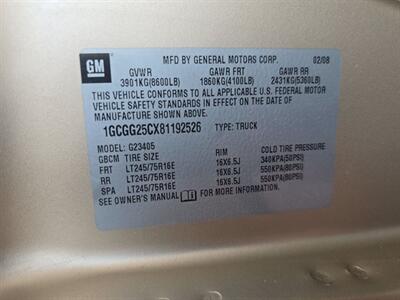 GM
MFD BY GENERAL MOTORS CORP. 02/08
GVWR GAWR FRT GAWR RR
3901KG(8600LB) 1860KG(4100LB) 2431KG(5360LB)
THIS VEHICLE CONFORMS TO ALL APPLICABLE U.S. FEDERAL MOTOR
VEHICLE SAFETY STANDARDS IN EFFECT ON THE DATE OF
MANUFACTURE SHOWN ABOVE.
1GCGG25CX81192526 TYPE: TRUCK
MODEL: G23405
GBCM TIRE SIZE RIM COLD TIRE PRESSURE
FRT LT245/75R16E 16X6.5J 340KPA(50PSI)
RR LT245/75R16E 16X6.5J 550KPA(80PSI)
SPA LT245/75R16E 16X6.5J 550KPA(80PSI)
SEE OWNER'S MANUAL FOR MORE INFORMATION.